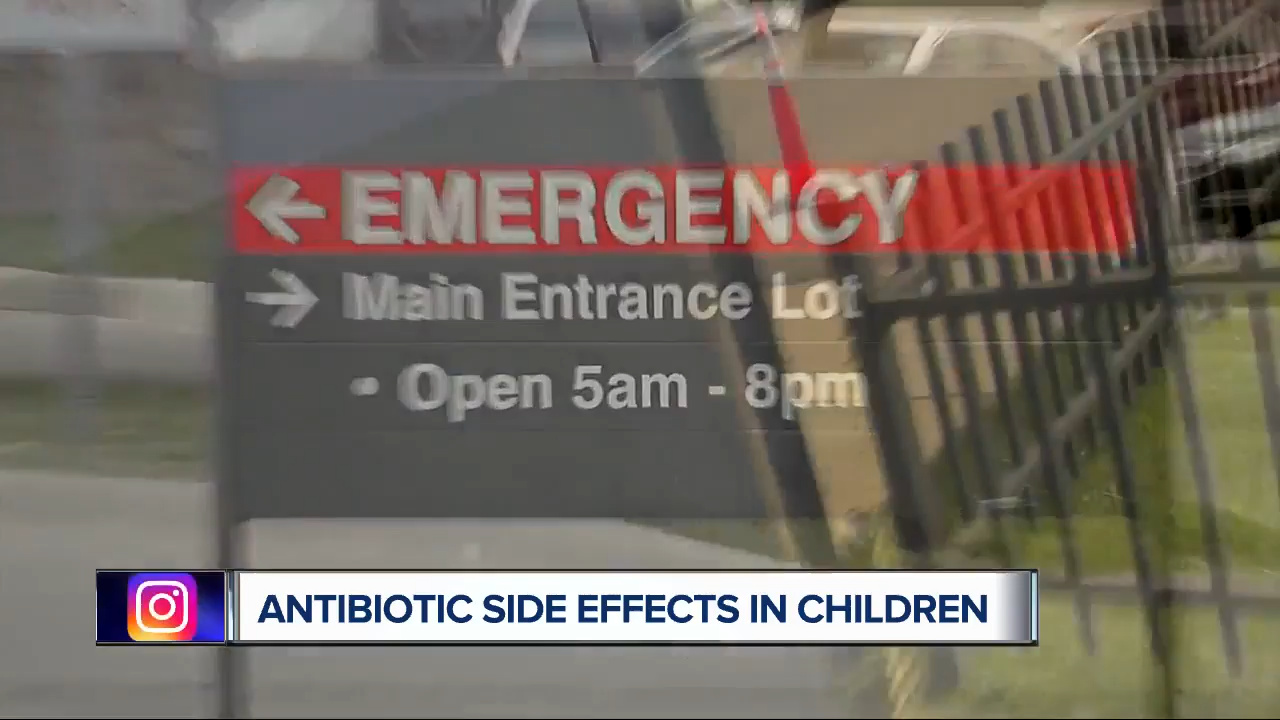 EMERGENCY
Main Entrance Lot
• Open 5am - 8pm
ANTIBIOTIC SIDE EFFECTS IN CHILDREN